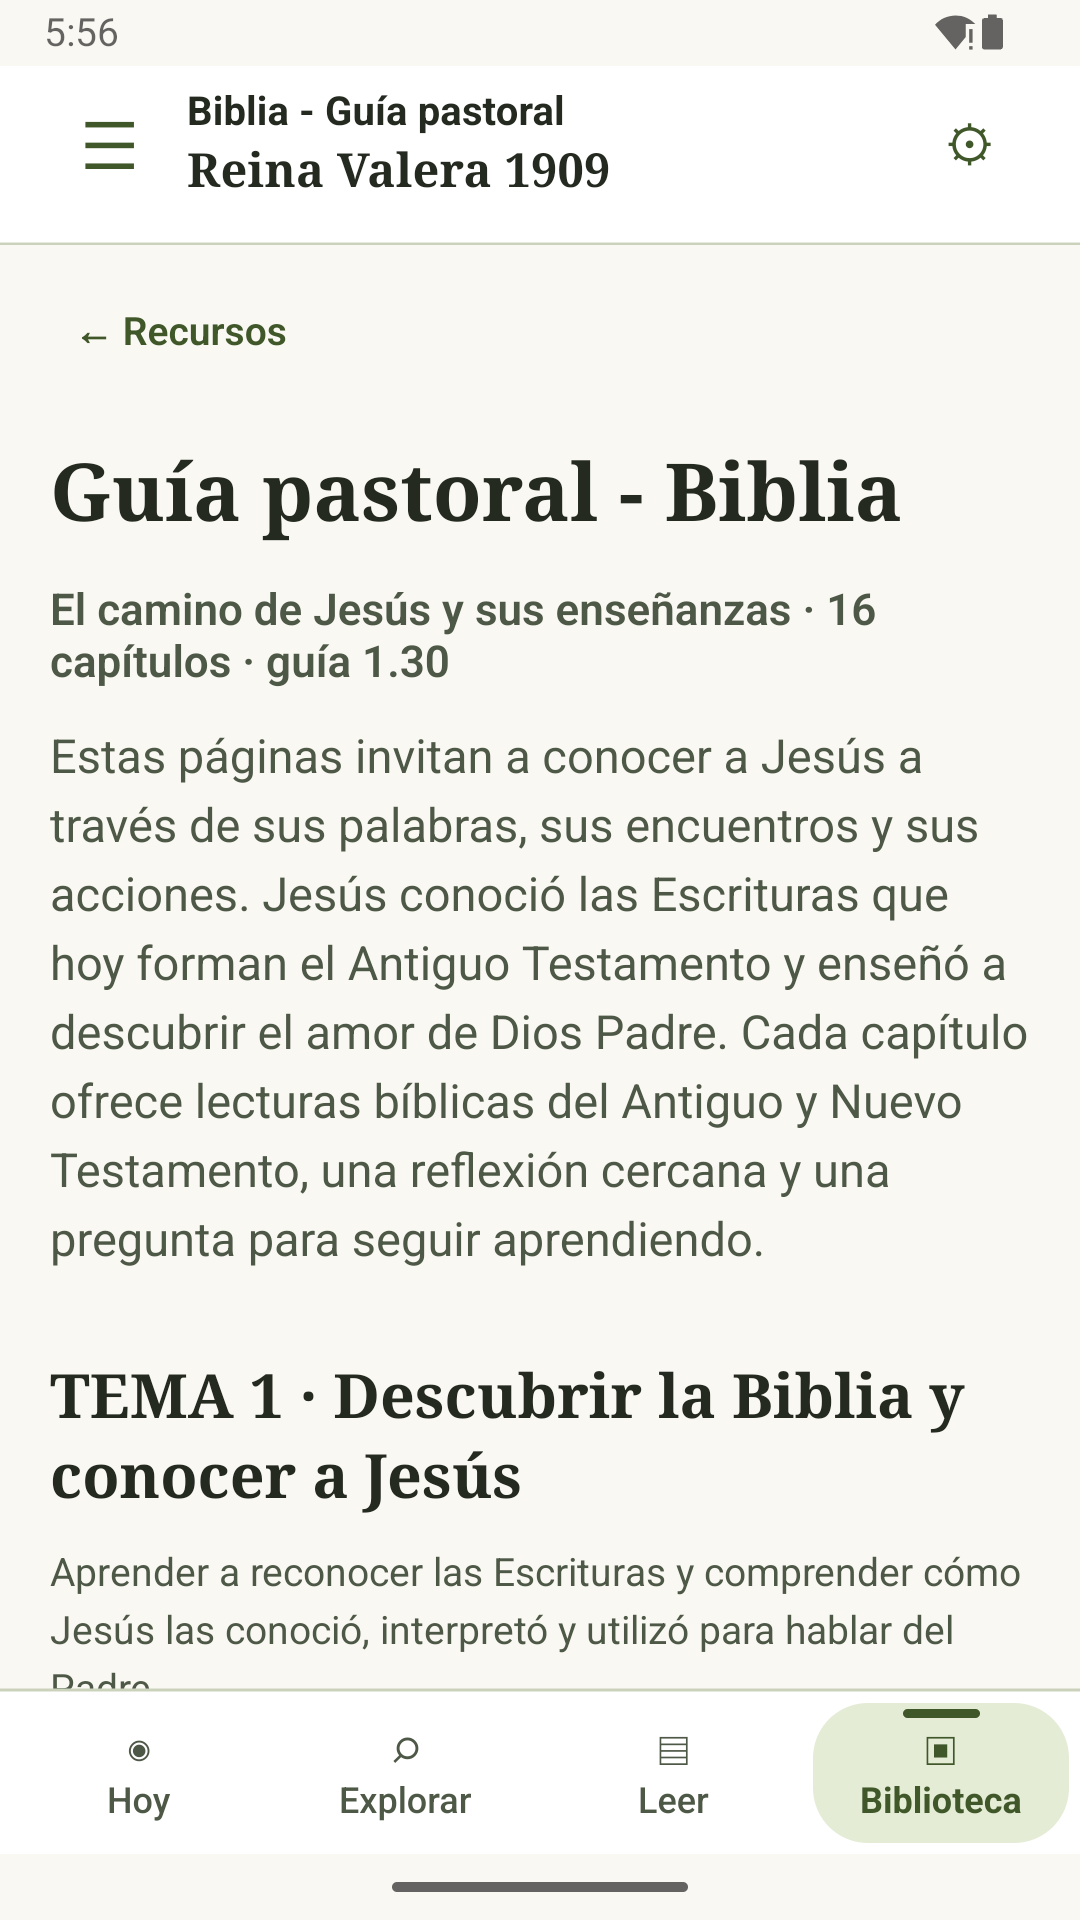 5:56
Biblia - Guía pastoral
Reina Valera 1909
← Recursos
Guía pastoral - Biblia
El camino de Jesús y sus enseñanzas · 16
capítulos · guía 1.30
Estas páginas invitan a conocer a Jesús a
través de sus palabras, sus encuentros y sus
acciones. Jesús conoció las Escrituras que
hoy forman el Antiguo Testamento y enseñó a
descubrir el amor de Dios Padre. Cada capítulo
ofrece lecturas bíblicas del Antiguo y Nuevo
Testamento, una reflexión cercana y una
pregunta para seguir aprendiendo.
TEMA 1 · Descubrir la Biblia y
conocer a Jesús
Aprender a reconocer las Escrituras y comprender cómo
Jesús las conoció, interpretó y utilizó para hablar del
Padre
Hoy
Explorar
Leer
Biblioteca